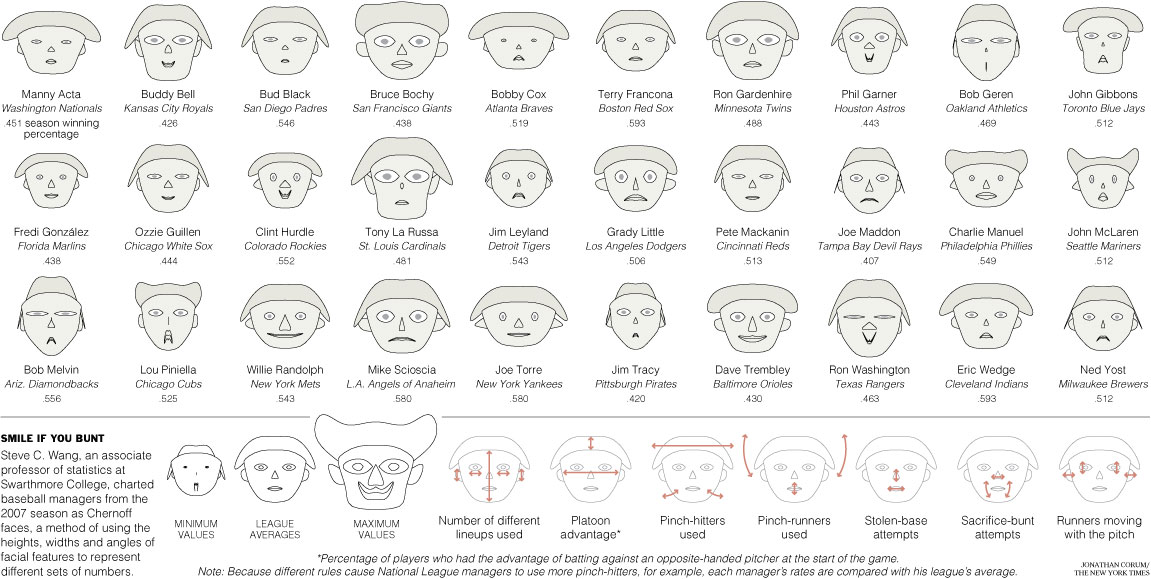 Manny Acta
Washington Nationals
.451 season winning
percentage
Buddy Bell
Kansas City Royals
.426
Bud Black
San Diego Padres
.546
Bruce Bochy
San Francisco Giants
.438
Bobby Cox
Atlanta Braves
.519
Terry Francona
Boston Red Sox
.593
Ron Gardenhire
Minnesota Twins
.488
Phil Garner
Houston Astros
.443
Bob Geren
Oakland Athletics
.469
John Gibbons
Toronto Blue Jays
.512
Fredi González
Florida Marlins
.438
Ozzie Guillen
Chicago White Sox
.444
Clint Hurdle
Colorado Rockies
.552
Tony La Russa
St. Louis Cardinals
.481
Jim Leyland
Detroit Tigers
.543
Grady Little
Los Angeles Dodgers
.506
Pete Mackanin
Cincinnati Reds
.513
Joe Maddon
Tampa Bay Devil Rays
.407
Charlie Manuel
Philadelphia Phillies
.549
John McLaren
Seattle Mariners
.512
Bob Melvin
Ariz. Diamondbacks
.556
Lou Piniella
Chicago Cubs
.525
Willie Randolph
New York Mets
.543
Mike Scioscia
L.A. Angels of Anaheim
.580
Joe Torre
New York Yankees
.580
Jim Tracy
Pittsburgh Pirates
.420
Dave Trembley
Baltimore Orioles
.430
Ron Washington
Texas Rangers
.463
Eric Wedge
Cleveland Indians
.593
Ned Yost
Milwaukee Brewers
.512
SMILE IF YOU BUNT
Steve C. Wang, an associate
professor of statistics at
Swarthmore College, charted
baseball managers from the
2007 season as Chernoff
faces, a method of using the
heights, widths and angles of
facial features to represent
different sets of numbers.
MINIMUM
VALUES
LEAGUE
AVERAGES
MAXIMUM
VALUES
Number of different
lineups used
Platoon
advantage*
Pinch-hitters
used
Pinch-runners
used
Stolen-base
attempts
Sacrifice-bunt
attempts
Runners moving
with the pitch
*Percentage of players who had the advantage of batting against an opposite-handed pitcher at the start of the game.
Note: Because different rules cause National League managers to use more pinch-hitters, for example, each manager's rates are compared with his league's average.
JONATHAN CORUM/
THE NEW YORK TIMES